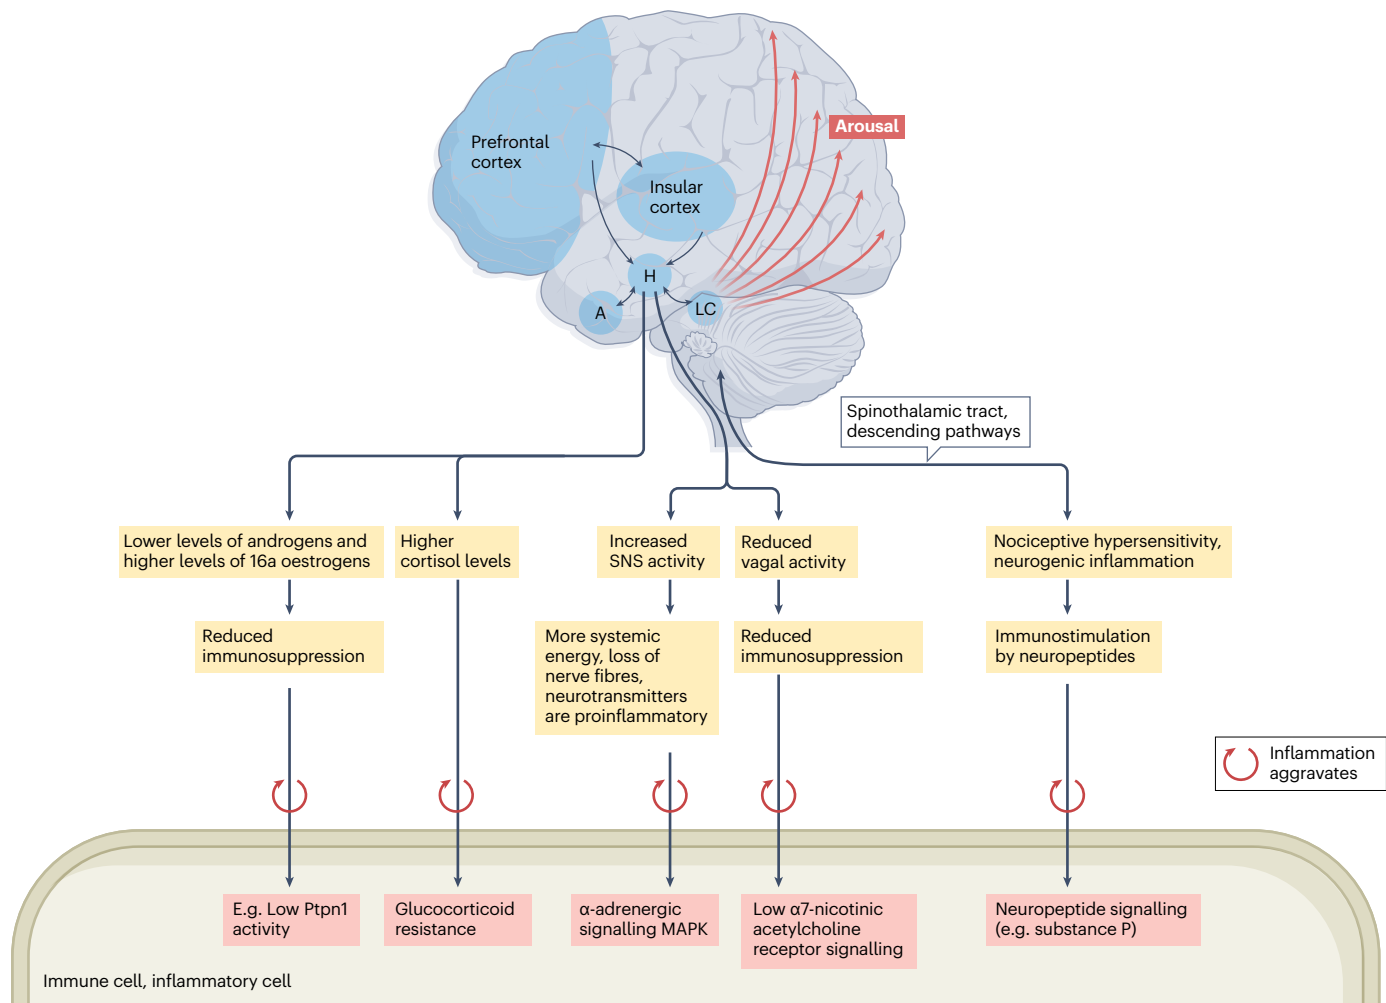 Arousal
Prefrontal
cortex
Insular
cortex
H
A
LC
Spinothalamic tract,
descending pathways
Lower levels of androgens and
higher levels of 16a oestrogens
Higher
cortisol levels
Increased
SNS activity
Reduced
vagal activity
Nociceptive hypersensitivity,
neurogenic inflammation
Reduced
immunosuppression
More systemic
energy, loss of
nerve fibres,
neurotransmitters
are proinflammatory
Reduced
immunosuppression
Immunostimulation
by neuropeptides
Inflammation
aggravates
E.g. Low Ptpn1
activity
Glucocorticoid
resistance
α-adrenergic
signalling MAPK
Low α7-nicotinic
acetylcholine
receptor signalling
Neuropeptide signalling
(e.g. substance P)
Immune cell, inflammatory cell